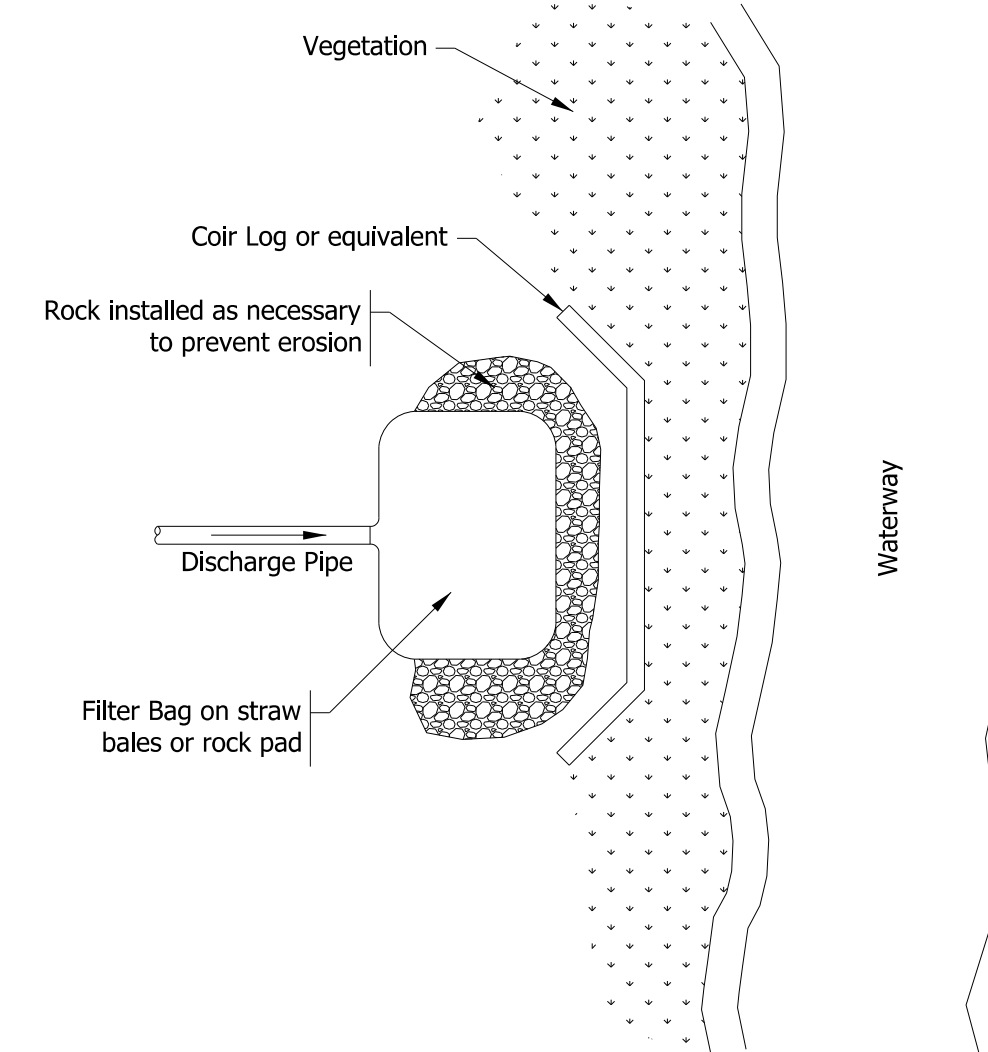 Vegetation
Coir Log or equivalent
Rock installed as necessary
to prevent erosion
Waterway
Discharge Pipe
Filter Bag on straw
bales or rock pad